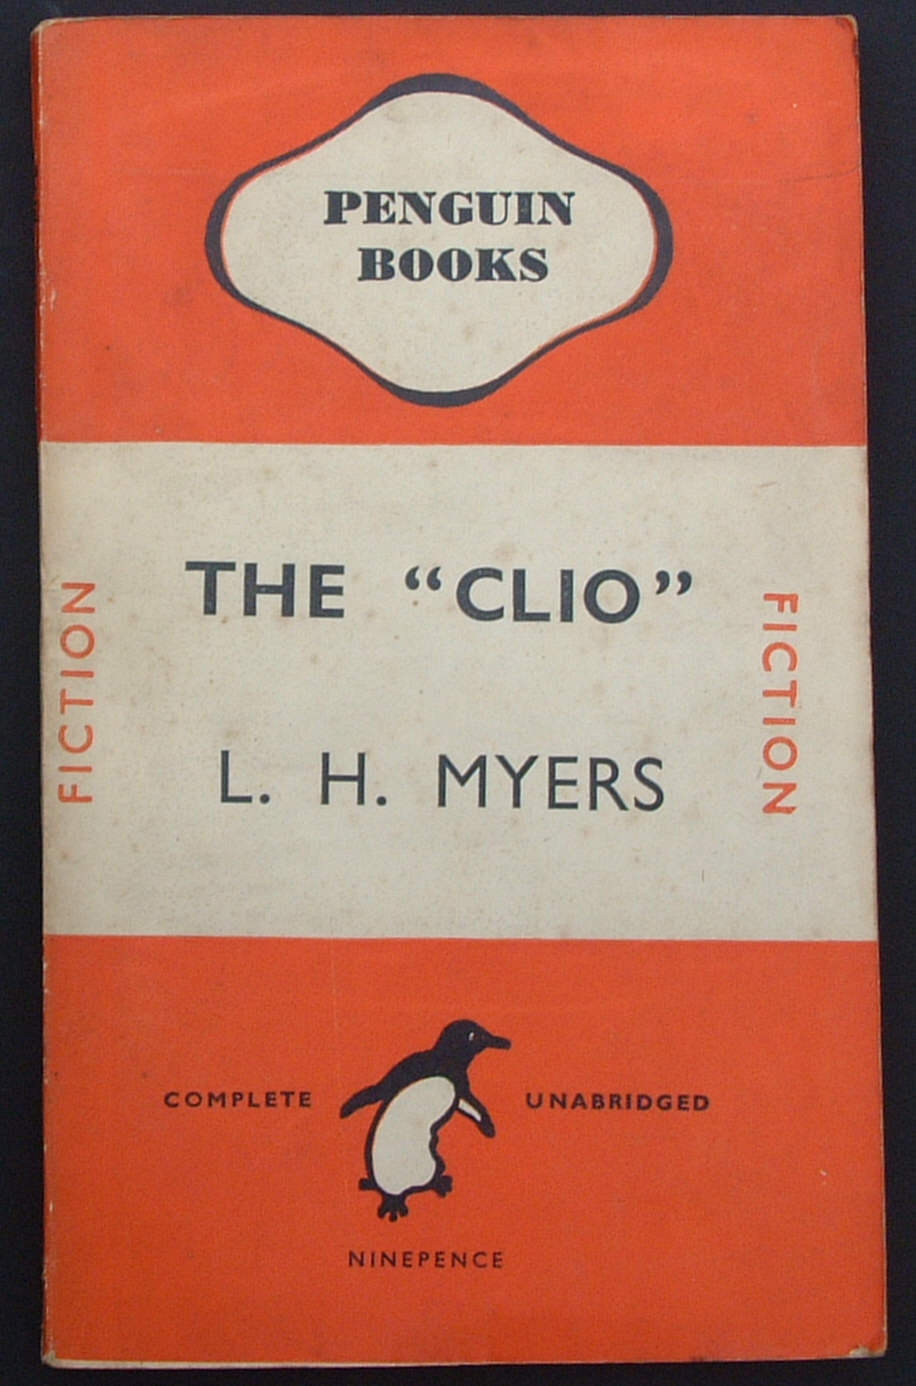 PENGUIN
BOOKS
THE “CLIO”
FICTION
FICTION
L. H. MYERS
COMPLETE
UNABRIDGED
NINEPENCE